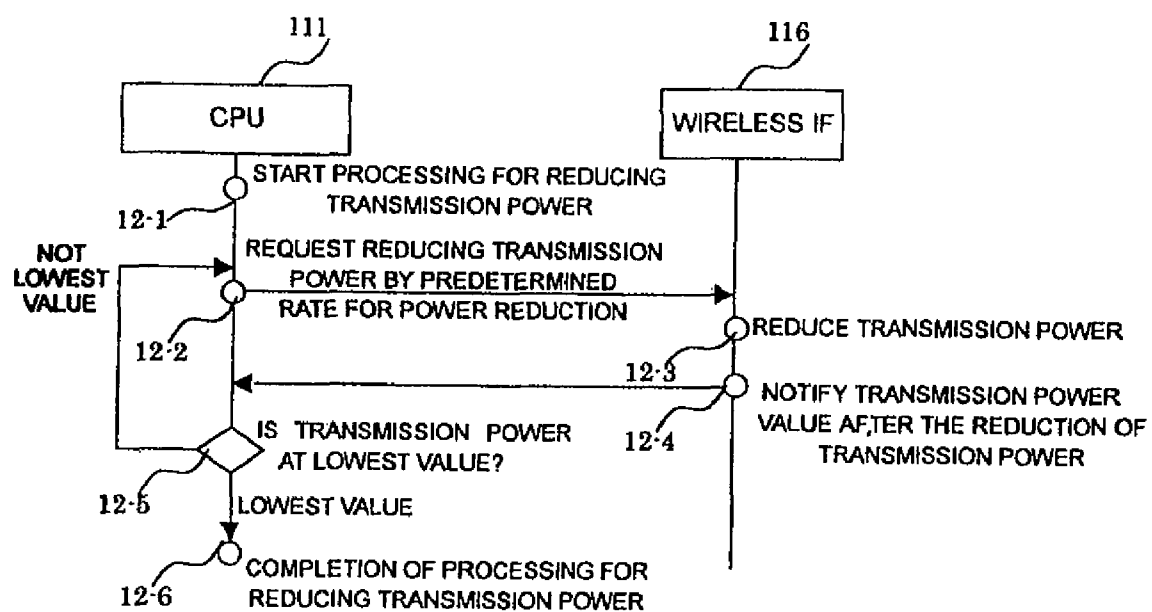 111
116
CPU
WIRELESS IF
START PROCESSING FOR REDUCING
TRANSMISSION POWER
12-1
NOT
LOWEST
VALUE
REQUEST REDUCING TRANSMISSION
POWER BY PREDETERMINED
RATE FOR POWER REDUCTION
12-2
REDUCE TRANSMISSION POWER
12-3
NOTIFY TRANSMISSION POWER
VALUE AF,TER THE REDUCTION OF
TRANSMISSION POWER
12-4
IS TRANSMISSION POWER
AT LOWEST VALUE?
12-5
LOWEST VALUE
COMPLETION OF PROCESSING FOR
REDUCING TRANSMISSION POWER
12-6